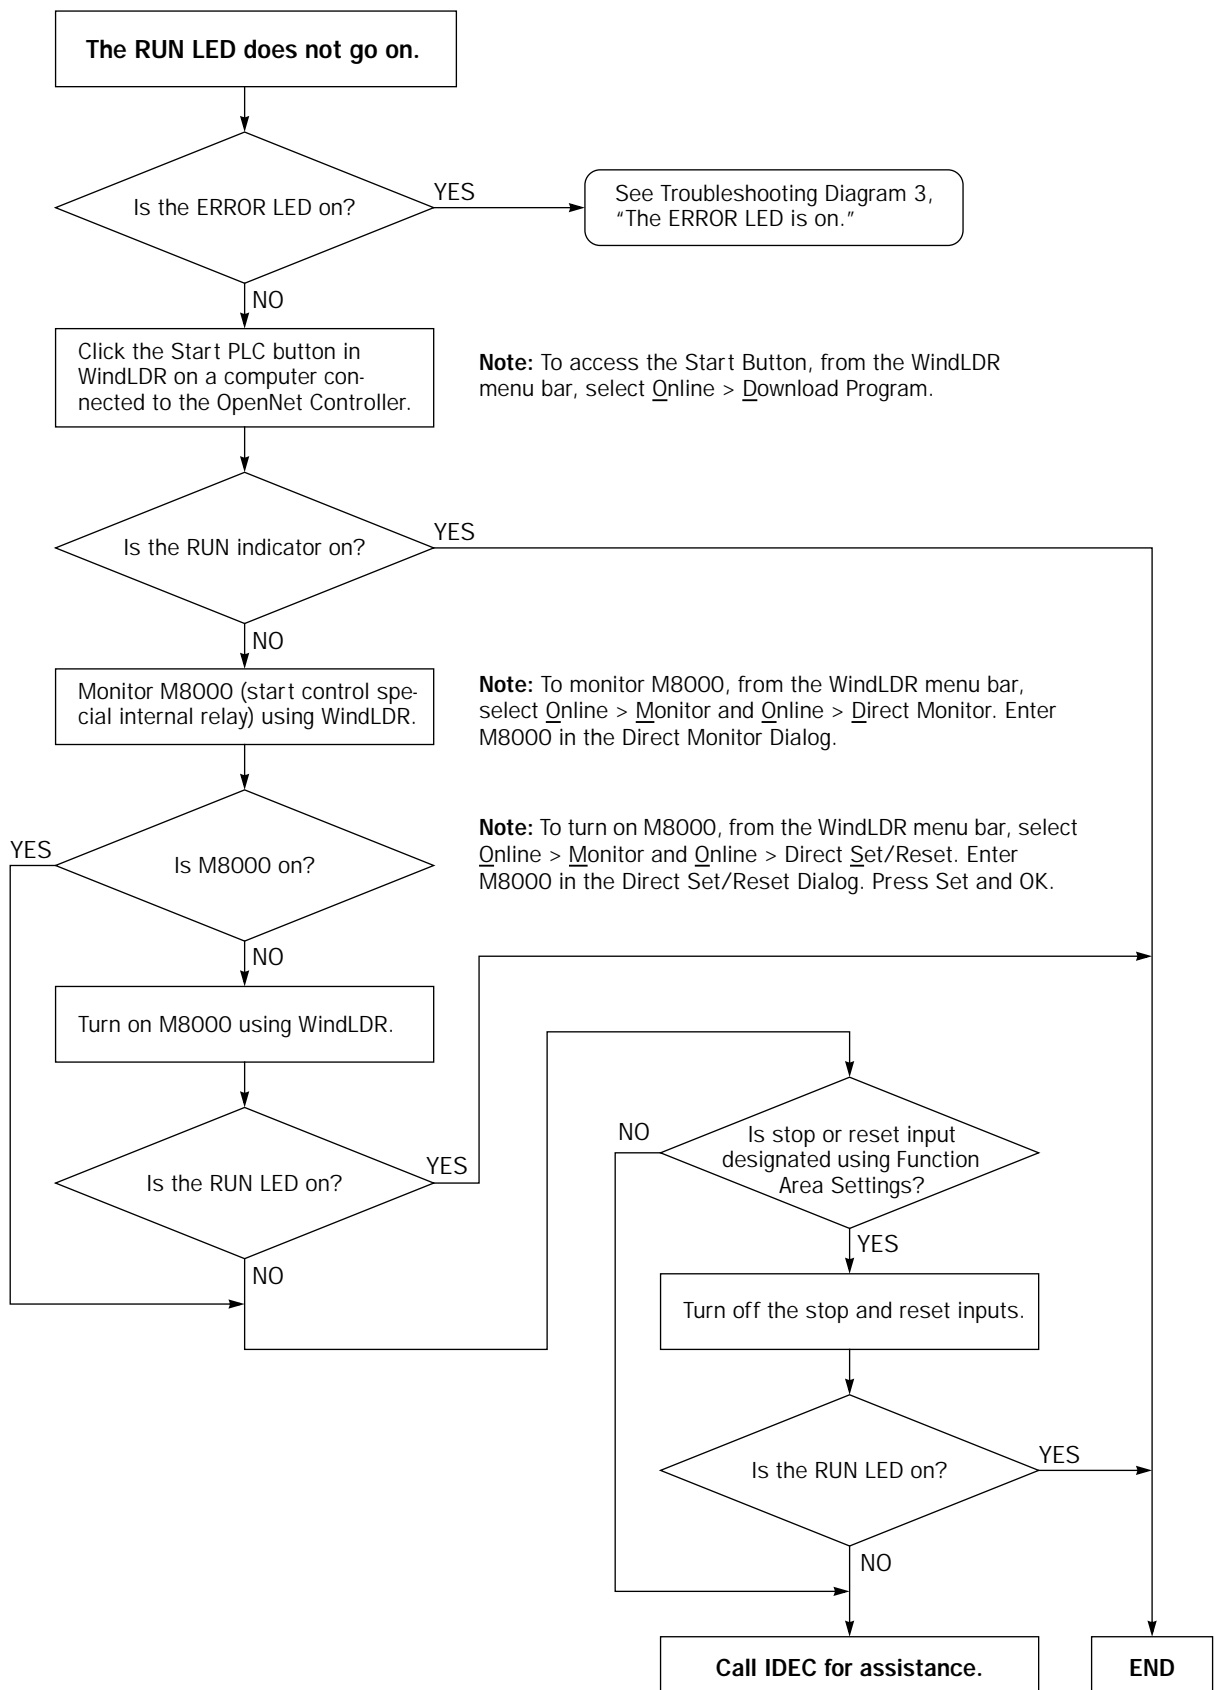 The RUN LED does not go on.
Is the ERROR LED on?
YES
See Troubleshooting Diagram 3,
“The ERROR LED is on.”
NO
Click the Start PLC button in
WindLDR on a computer con-
nected to the OpenNet Controller.
Note: To access the Start Button, from the WindLDR
menu bar, select Online > Download Program.
Is the RUN indicator on?
YES
NO
Monitor M8000 (start control spe-
cial internal relay) using WindLDR.
Note: To monitor M8000, from the WindLDR menu bar,
select Online > Monitor and Online > Direct Monitor. Enter
M8000 in the Direct Monitor Dialog.
YES
Is M8000 on?
Note: To turn on M8000, from the WindLDR menu bar, select
Online > Monitor and Online > Direct Set/Reset. Enter
M8000 in the Direct Set/Reset Dialog. Press Set and OK.
NO
Turn on M8000 using WindLDR.
Is the RUN LED on?
YES
NO
NO
Is stop or reset input
designated using Function
Area Settings?
YES
Turn off the stop and reset inputs.
Is the RUN LED on?
YES
NO
Call IDEC for assistance.
END